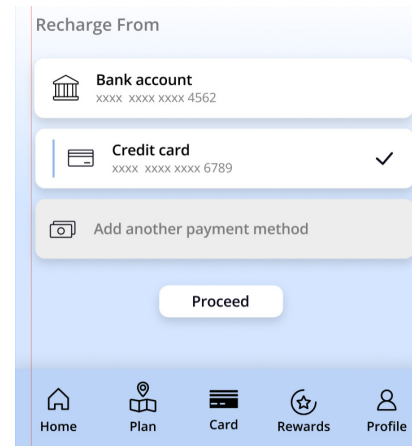 Recharge From
Bank account
xxxx xxxx xxxx 4562
Credit card
xxxx xxxx xxxx 6789
Add another payment method
Proceed
Home Plan Card Rewards Profile